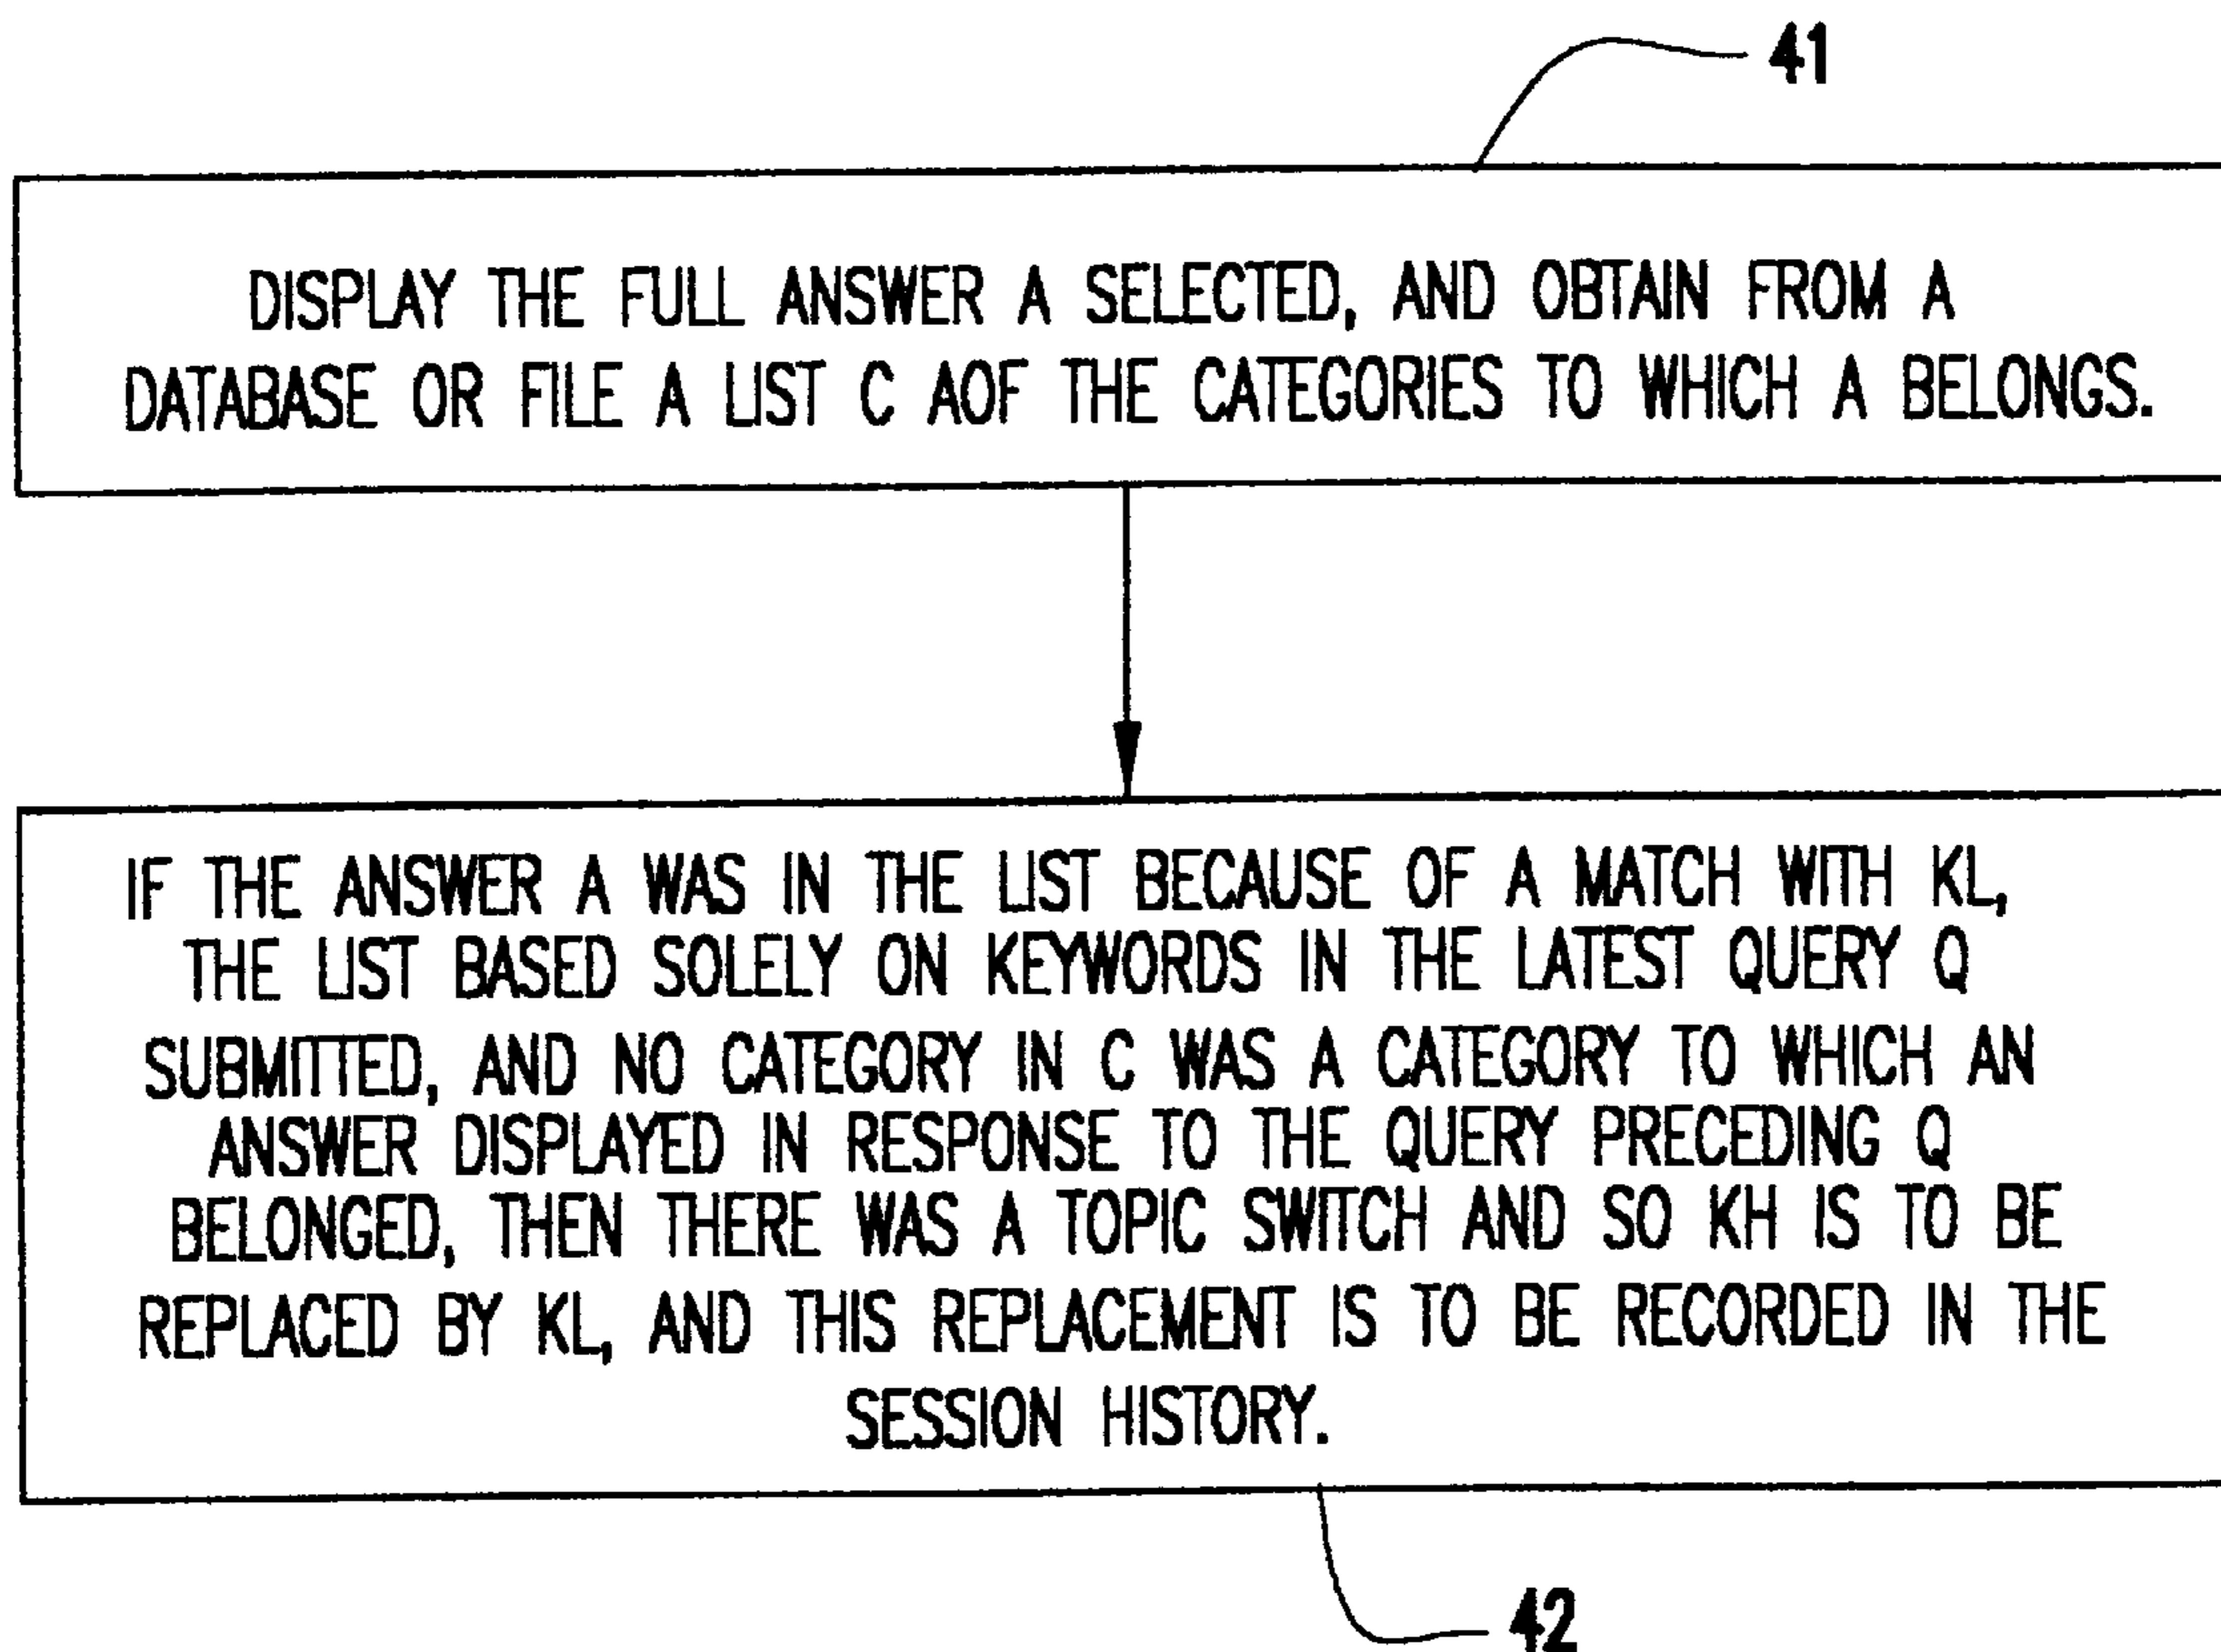 41
DISPLAY THE FULL ANSWER A SELECTED, AND OBTAIN FROM A
DATABASE OR FILE A LIST C AOF THE CATEGORIES TO WHICH A BELONGS.
IF THE ANSWER A WAS IN THE LIST BECAUSE OF A MATCH WITH KL,
THE LIST BASED SOLELY ON KEYWORDS IN THE LATEST QUERY Q
SUBMITTED, AND NO CATEGORY IN C WAS A CATEGORY TO WHICH AN
ANSWER DISPLAYED IN RESPONSE TO THE QUERY PRECEDING Q
BELONGED, THEN THERE WAS A TOPIC SWITCH AND SO KH IS TO BE
REPLACED BY KL, AND THIS REPLACEMENT IS TO BE RECORDED IN THE
SESSION HISTORY.
42